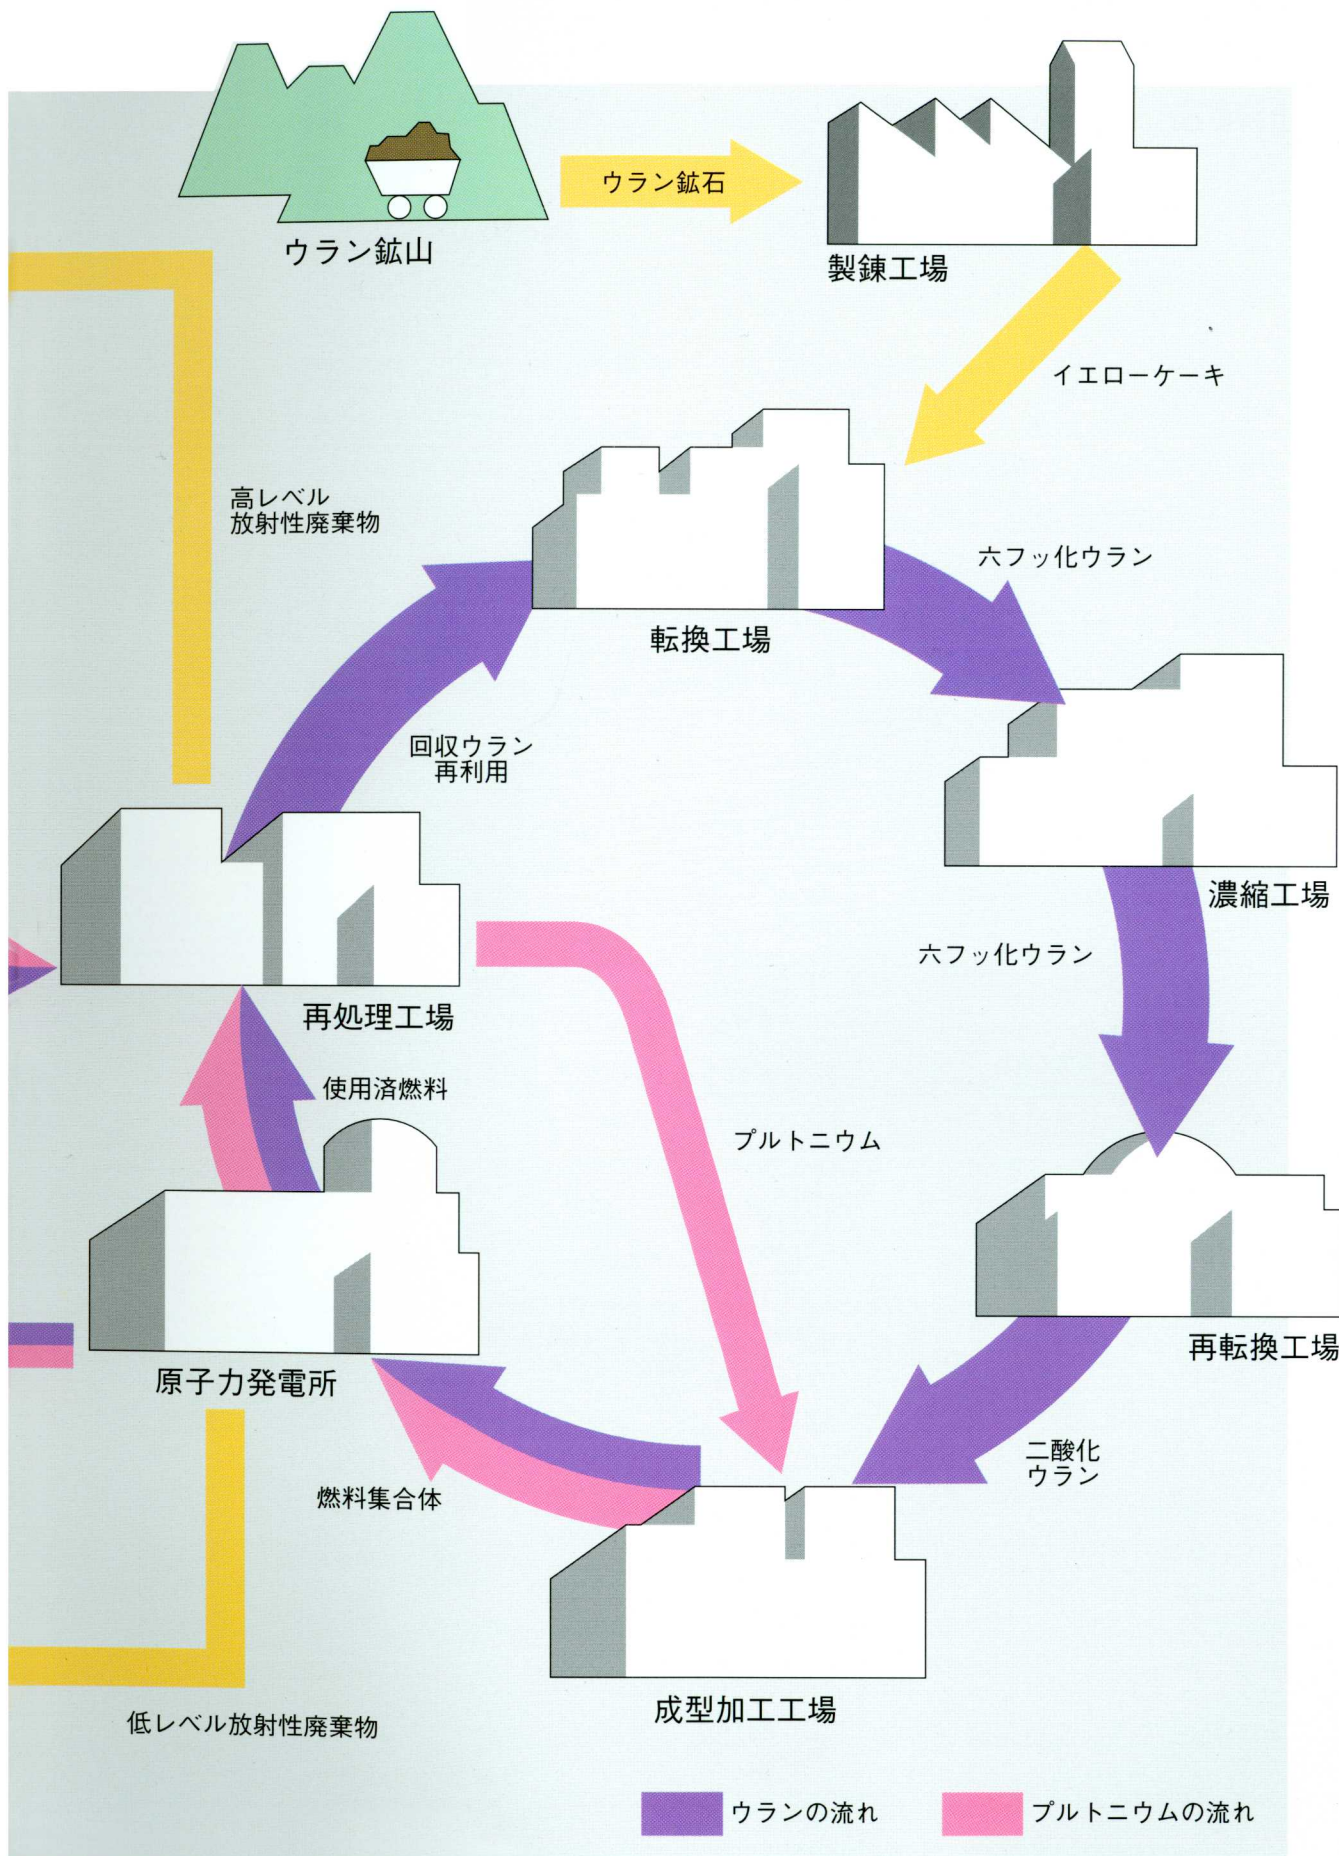 ウラン鉱石
ウラン鉱山
製錬工場
イエローケーキ
高レベル
放射性廃棄物
六フッ化ウラン
転換工場
回収ウラン
再利用
濃縮工場
六フッ化ウラン
再処理工場
使用済燃料
プルトニウム
再転換工場
原子力発電所
二酸化
ウラン
燃料集合体
成型加工工場
低レベル放射性廃棄物
ウランの流れ
プルトニウムの流れ